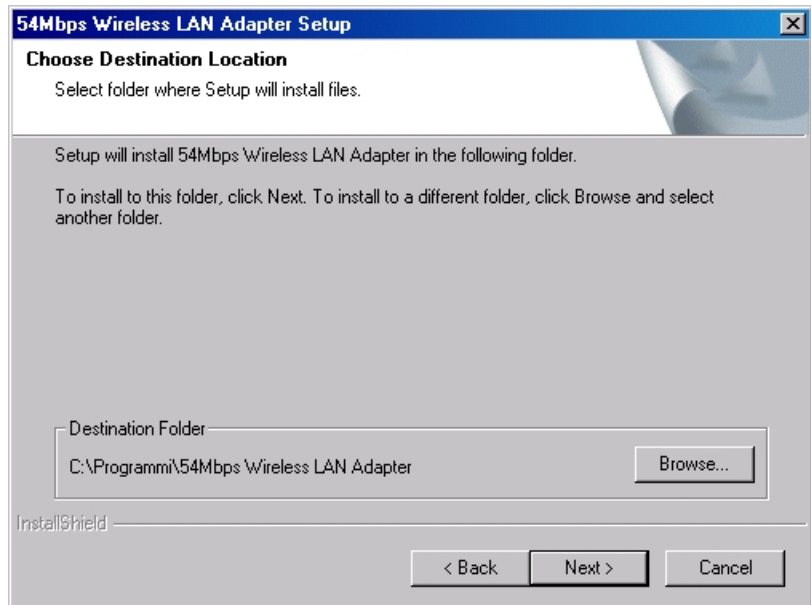 54Mbps Wireless LAN Adapter Setup
Choose Destination Location
Select folder where Setup will install files.
Setup will install 54Mbps Wireless LAN Adapter in the following folder.
To install to this folder, click Next. To install to a different folder, click Browse and select
another folder.
Destination Folder
C:\Programmi\54Mbps Wireless LAN Adapter
Browse...
InstallShield
< Back
Next >
Cancel